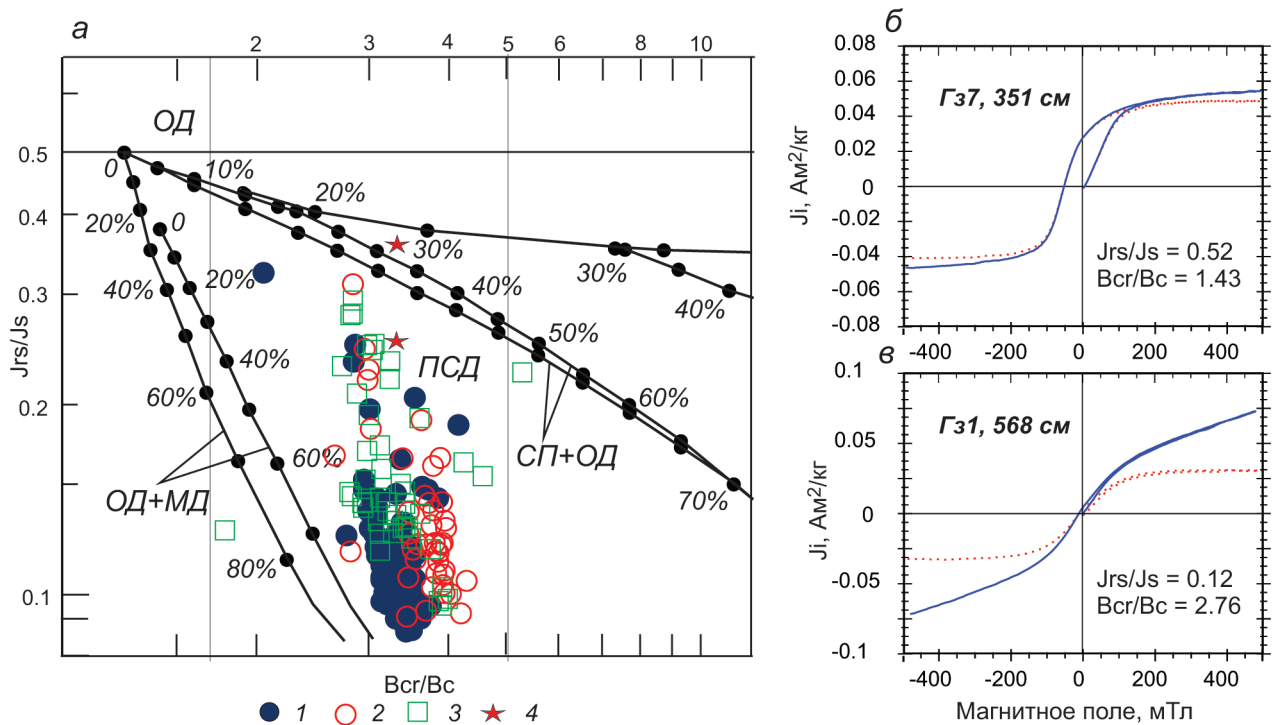 а
2 3 4 5 6 8 10
ОД
0.5
0.4
0.3
0.2
0.1
Jrs/Js
0
20%
40%
60%
80%
0
20%
40%
60%
10%
20%
30%
30%
40%
40%
50%
60%
70%
ПСД
СП+ОД
ОД+МД
Bcr/Bc
1 2 3 4
б
0.08
0.06
0.04
0.02
0
-0.02
-0.04
-0.06
-0.08
Ji, Ам²/кг
Гз7, 351 см
Jrs/Js = 0.52
Bcr/Bc = 1.43
-400 -200 0 200 400
в
0.1
0.05
0
-0.05
-0.1
Ji, Ам²/кг
Гз1, 568 см
Jrs/Js = 0.12
Bcr/Bc = 2.76
-400 -200 0 200 400
Магнитное поле, мТл